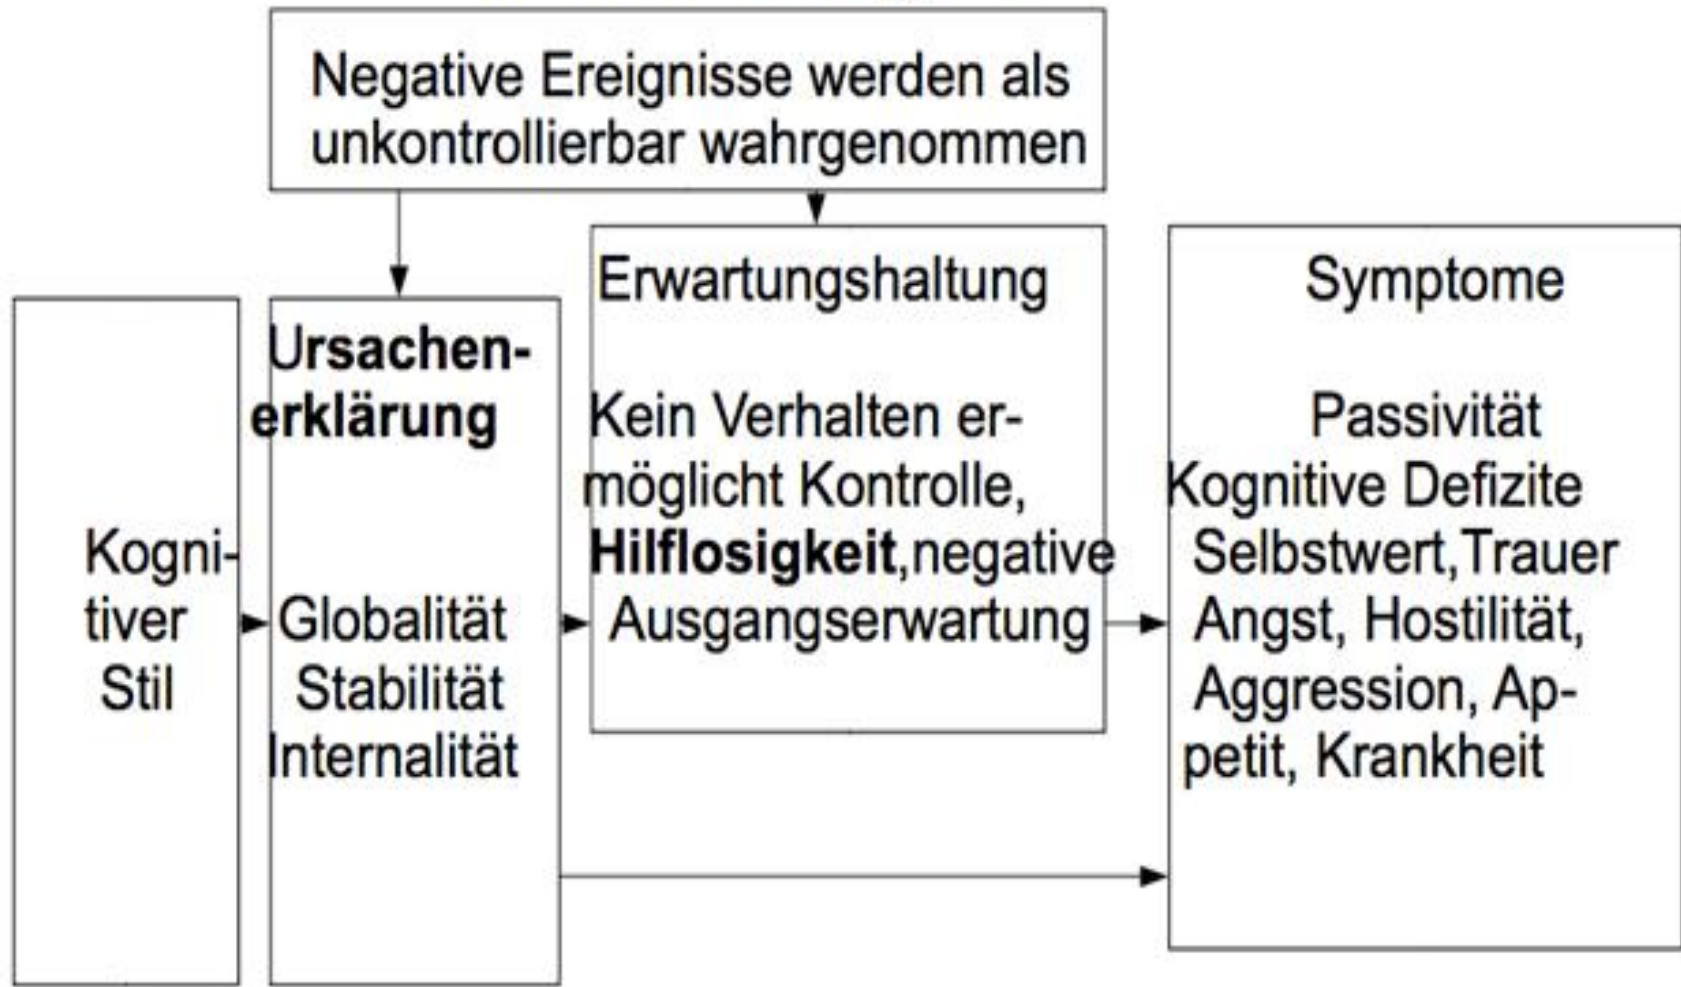 Negative Ereignisse werden als
unkontrollierbar wahrgenommen
Kogni-
tiver
Stil
Ursachen-
erklärung
Globalität
Stabilität
Internalität
Erwartungshaltung
Kein Verhalten er-
möglicht Kontrolle,
Hilflosigkeit,negative
Ausgangserwartung
Symptome
Passivität
Kognitive Defizite
Selbstwert,Trauer
Angst, Hostilität,
Aggression, Ap-
petit, Krankheit